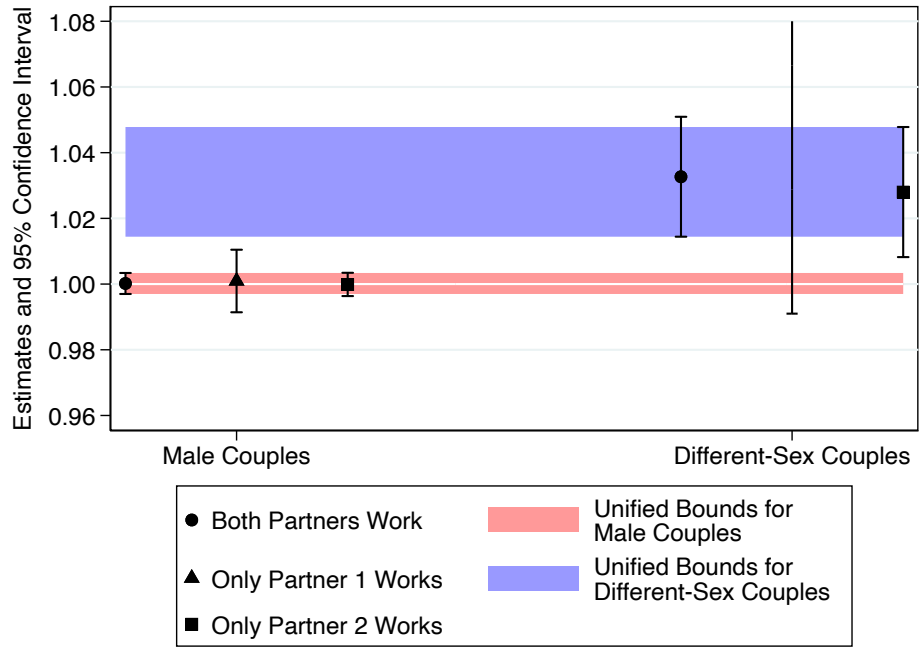 Estimates and 95% Confidence Interval
1.08
1.06
1.04
1.02
1.00
0.98
0.96
Male Couples
Different-Sex Couples
Both Partners Work
Only Partner 1 Works
Only Partner 2 Works
Unified Bounds for
Male Couples
Unified Bounds for
Different-Sex Couples